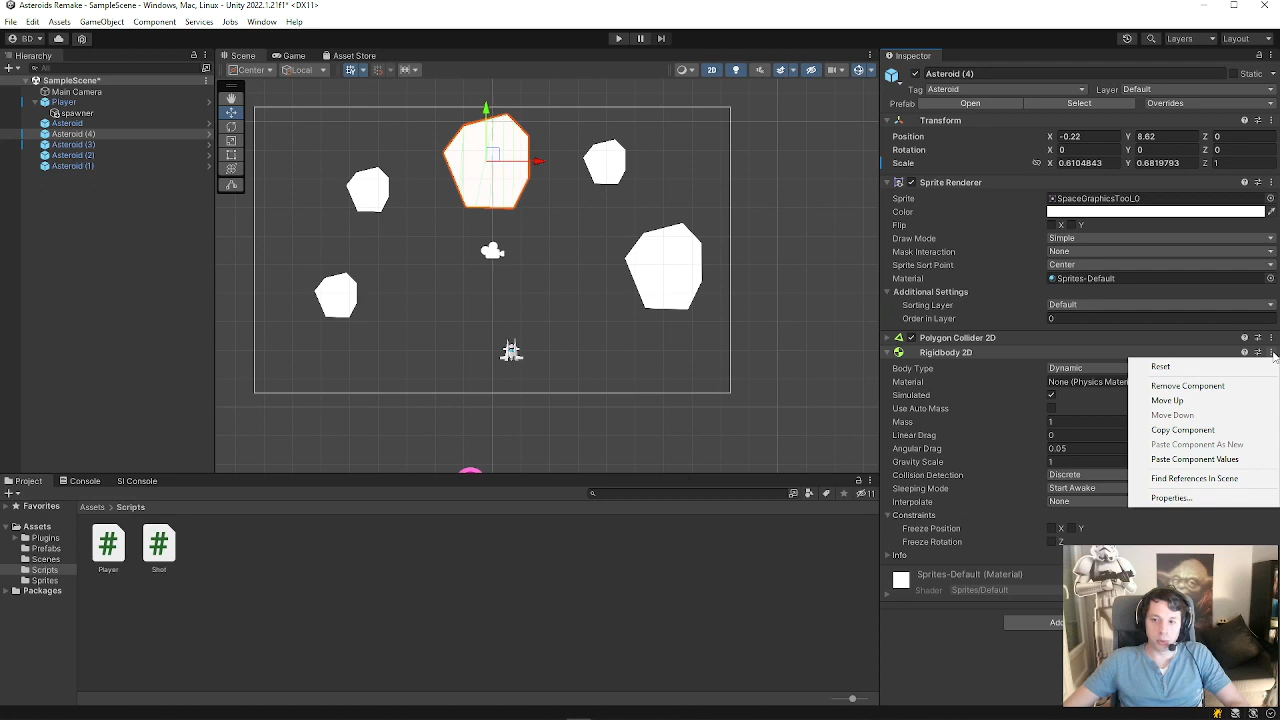 Asteroids Remake - SampleScene - Windows, Mac, Linux - Unity 2022.1.21f1* <DX11>
File Edit Assets GameObject Component Services Jobs Window Help
BD Layers Layout
Hierarchy Scene Game Asset Store Inspector
All Center Local 2D Asteroid (4) Static
SampleScene* Tag Asteroid Layer Default
Main Camera Prefab Open Select Overrides
Player Transform
spawner Position X -0.22 Y 8.62 Z 0
Asteroid Rotation X 0 Y 0 Z 0
Asteroid (4) Scale X 0.6104843 Y 0.6819793 Z 1
Asteroid (3)
Asteroid (2)
Asteroid (1)
Sprite Renderer
Sprite SpaceGraphicsTool_0
Color
Flip X Y
Draw Mode Simple
Mask Interaction None
Sprite Sort Point Center
Material Sprites-Default
Additional Settings
Sorting Layer Default
Order in Layer 0
Polygon Collider 2D
Rigidbody 2D
Body Type Dynamic
Material None (Physics Mater
Simulated
Use Auto Mass
Mass 1
Linear Drag 0
Angular Drag 0.05
Gravity Scale 1
Collision Detection Discrete
Sleeping Mode Start Awake
Interpolate None
Constraints
Freeze Position X Y
Freeze Rotation Z
Info
Reset
Remove Component
Move Up
Move Down
Copy Component
Paste Component As New
Paste Component Values
Find References In Scene
Properties...
Sprites-Default (Material)
Shader Sprites/Default
Ad
Project Console SI Console
11
Favorites Assets > Scripts
Assets
Plugins
Prefabs
Scenes
Scripts
Sprites
Packages
# #
Player Shot